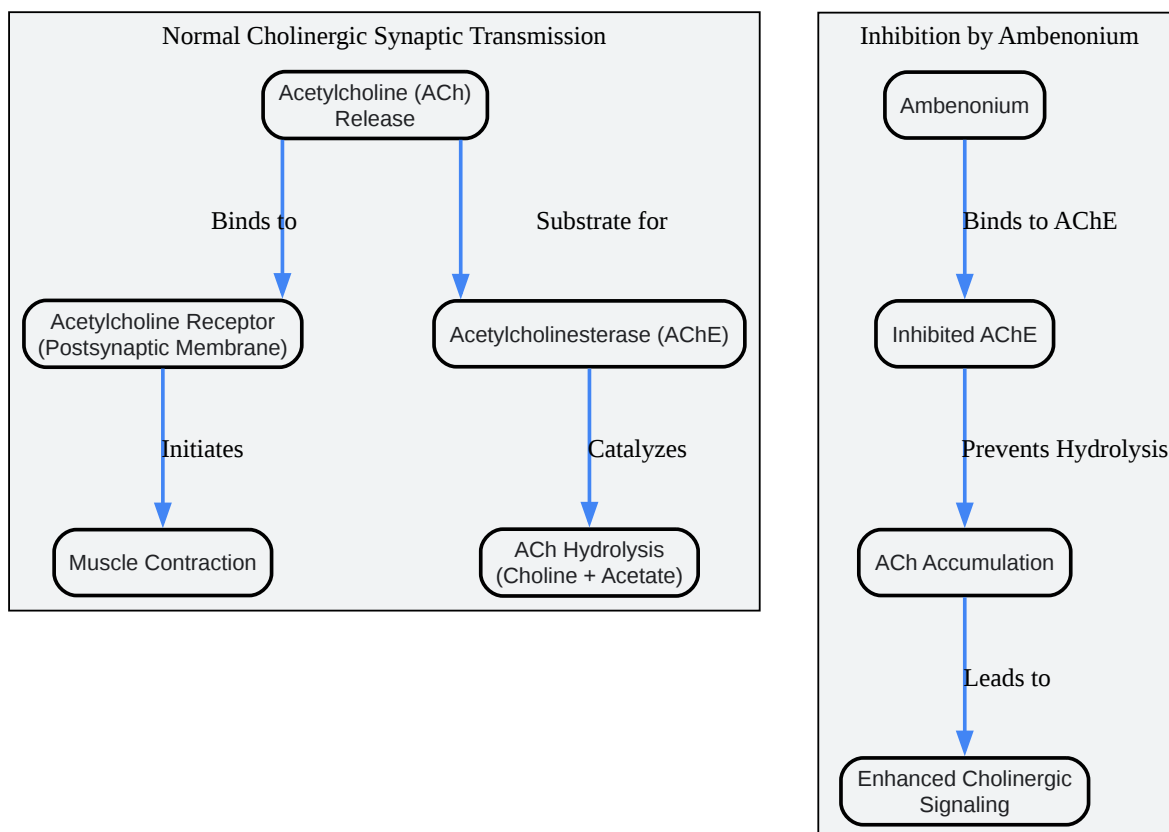 Normal Cholinergic Synaptic Transmission
Acetylcholine (ACh)
Release
Binds to
Substrate for
Acetylcholine Receptor
(Postsynaptic Membrane)
Acetylcholinesterase (AChE)
Initiates
Catalyzes
Muscle Contraction
ACh Hydrolysis
(Choline + Acetate)
Inhibition by Ambenonium
Ambenonium
Binds to AChE
Inhibited AChE
Prevents Hydrolysis
ACh Accumulation
Leads to
Enhanced Cholinergic
Signaling